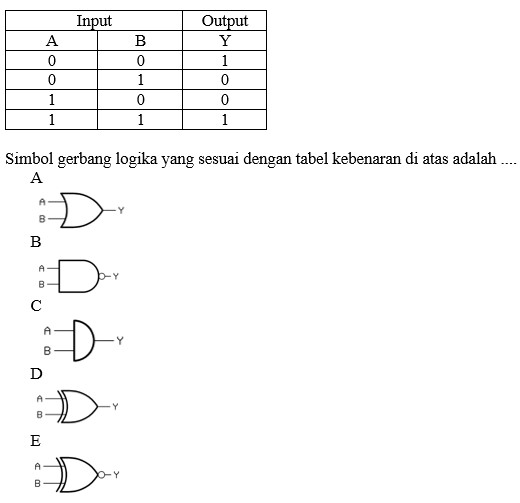 Input Output
A B Y
0 0 1
0 1 0
1 0 0
1 1 1
Simbol gerbang logika yang sesuai dengan tabel kebenaran di atas adalah ....
A
A
B
Y
B
A
B
Y
C
A
B
Y
D
A
B
Y
E
A
B
Y